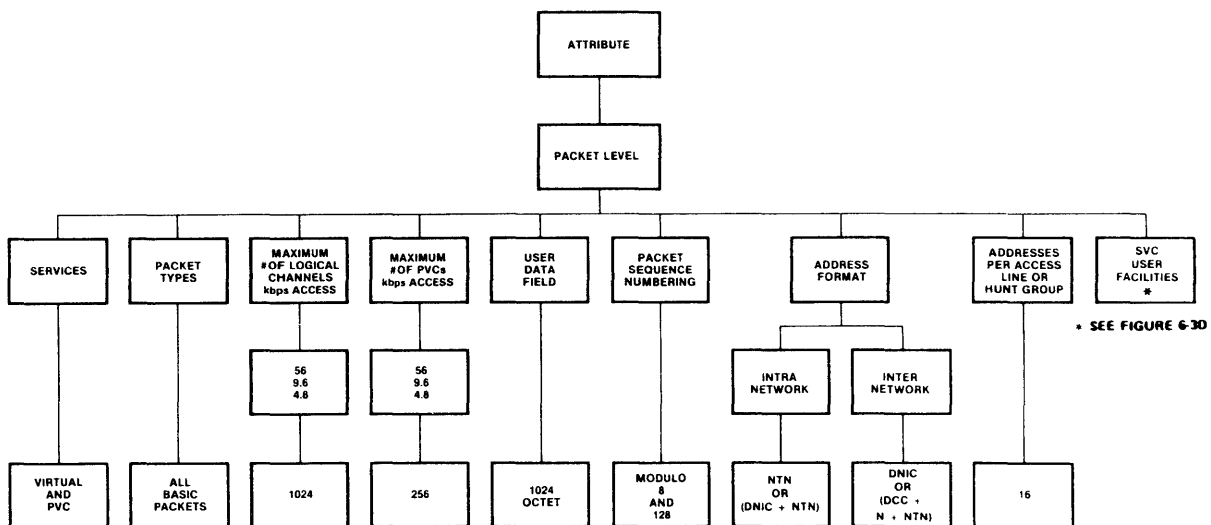 ATTRIBUTE
PACKET LEVEL
SERVICES
PACKET
TYPES
MAXIMUM
#OF LOGICAL
CHANNELS
kbps ACCESS
MAXIMUM
#OF PVCs
kbps ACCESS
USER
DATA
FIELD
PACKET
SEQUENCE
NUMBERING
ADDRESS
FORMAT
ADDRESSES
PER ACCESS
LINE OR
HUNT GROUP
SVC
USER
FACILITIES
*
* SEE FIGURE 6-3D
56
9.6
4.8
56
9.6
4.8
INTRA
NETWORK
INTER
NETWORK
VIRTUAL
AND
PVC
ALL
BASIC
PACKETS
1024
256
1024
OCTET
MODULO
8
AND
128
NTN
OR
(DNIC + NTN)
DNIC
OR
(DCC +
N + NTN)
16